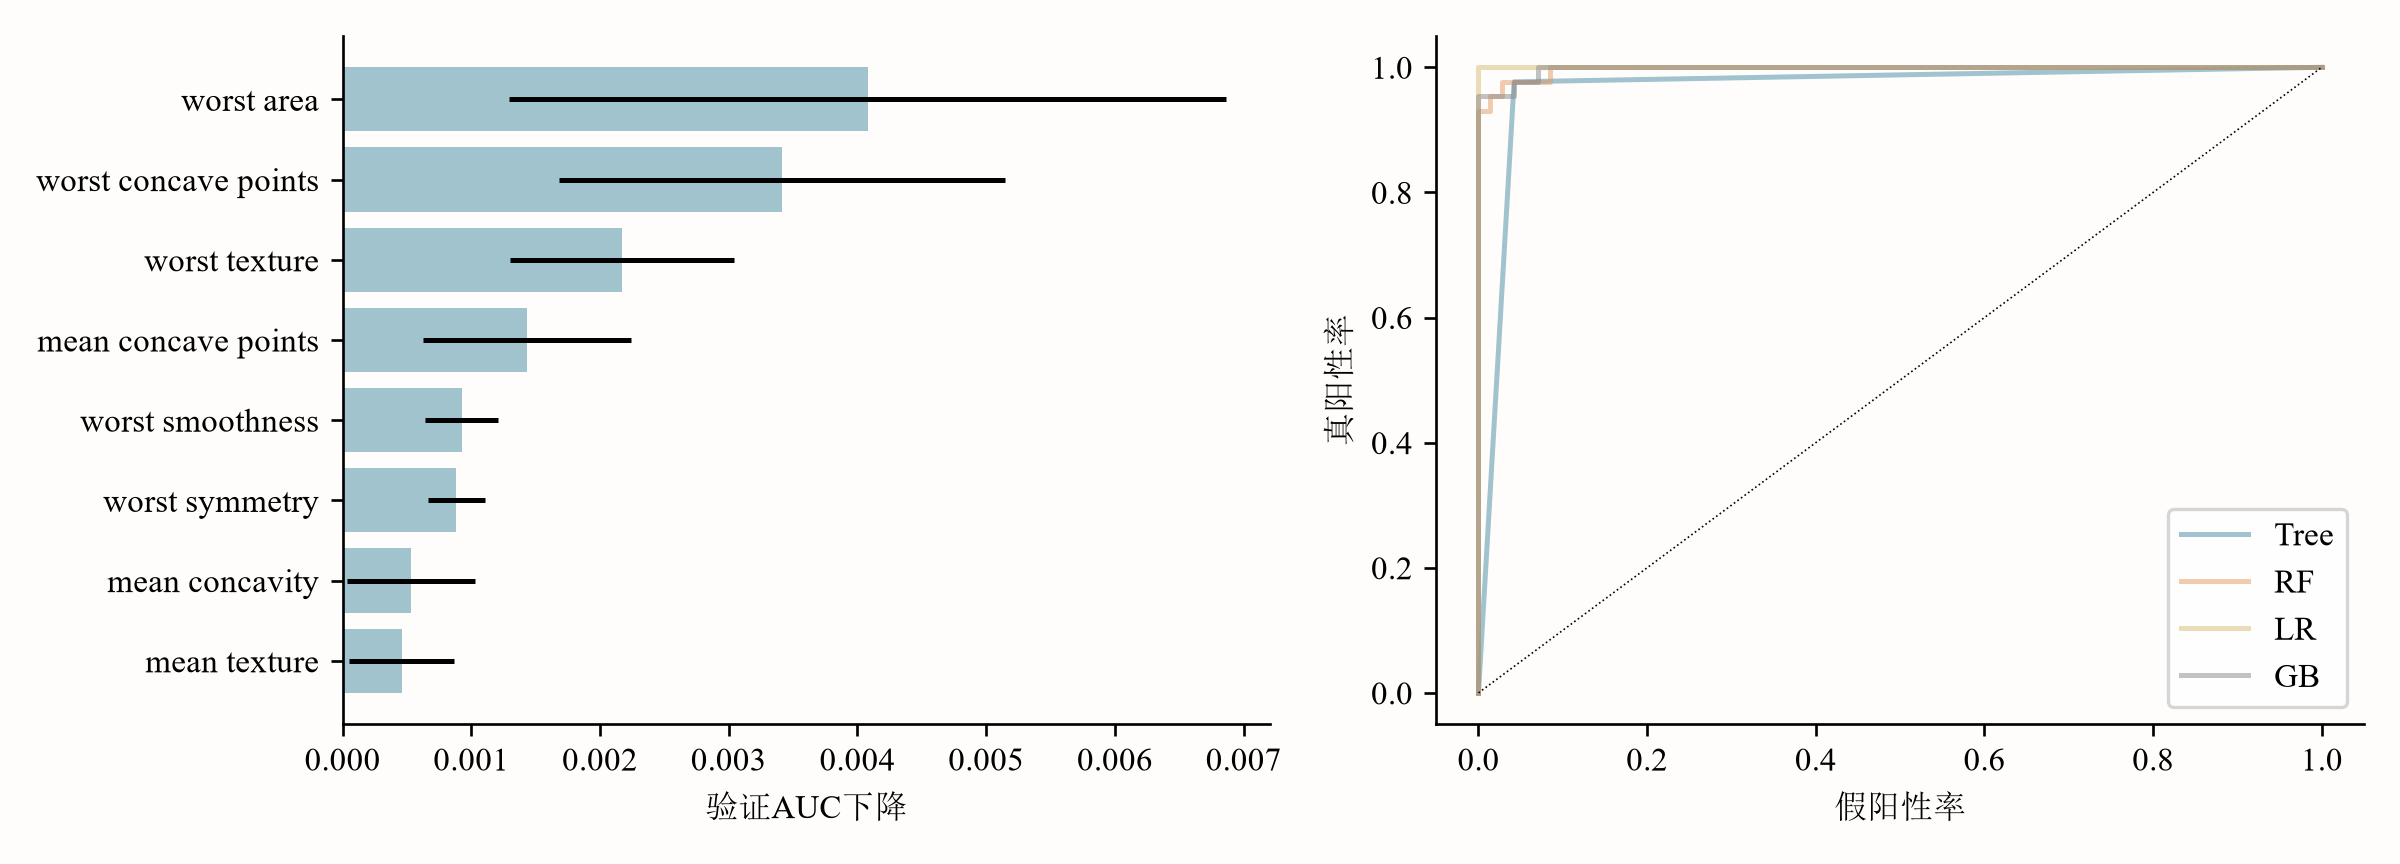 worst area
worst concave points
worst texture
mean concave points
worst smoothness
worst symmetry
mean concavity
mean texture
0.000 0.001 0.002 0.003 0.004 0.005 0.006 0.007
验证AUC下降
真阳性率
1.0
0.8
0.6
0.4
0.2
0.0
Tree
RF
LR
GB
0.0 0.2 0.4 0.6 0.8 1.0
假阳性率